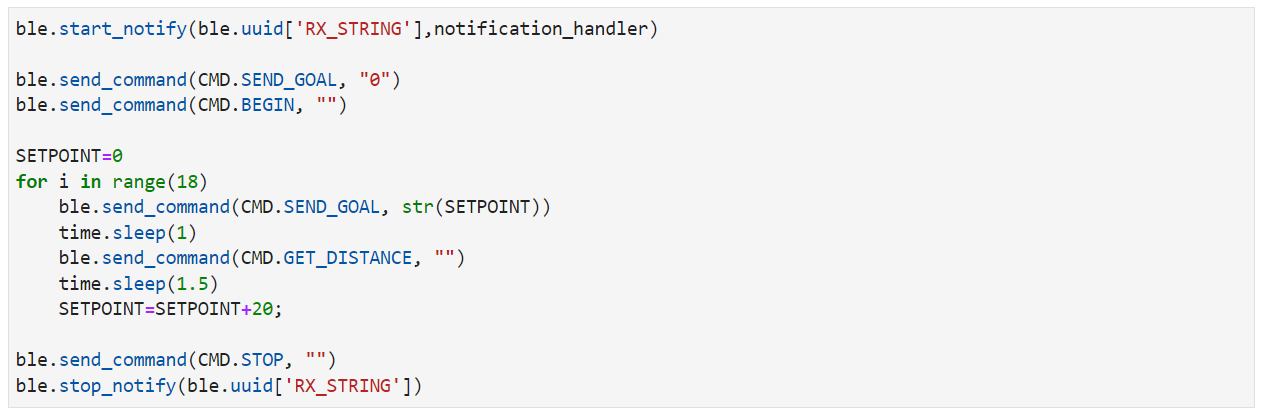 ble.start_notify(ble.uuid['RX_STRING'],notification_handler)

ble.send_command(CMD.SEND_GOAL, "0")
ble.send_command(CMD.BEGIN, "")

SETPOINT=0
for i in range(18)
    ble.send_command(CMD.SEND_GOAL, str(SETPOINT))
    time.sleep(1)
    ble.send_command(CMD.GET_DISTANCE, "")
    time.sleep(1.5)
    SETPOINT=SETPOINT+20;

ble.send_command(CMD.STOP, "")
ble.stop_notify(ble.uuid['RX_STRING'])